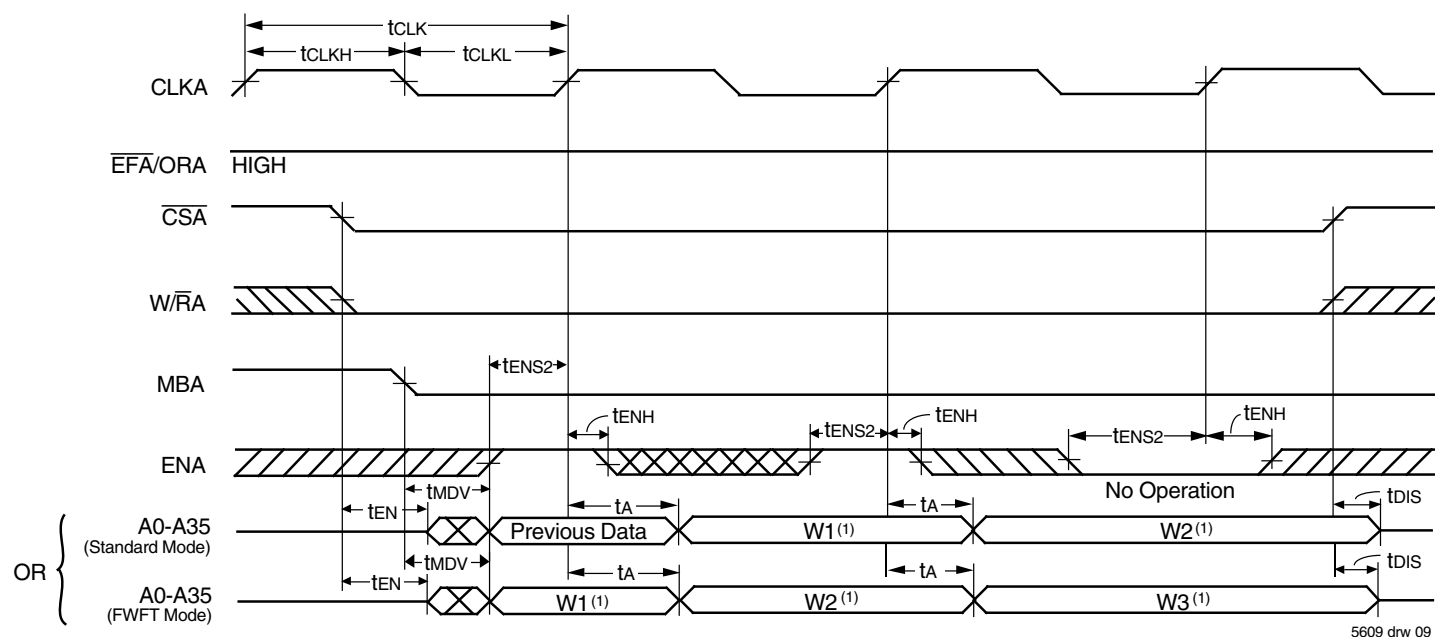 tCLK
tCLKH
tCLKL
CLKA
EFA/ORA HIGH
CSA
W/RA
tENS2
MBA
tENH
tENS2
tENH
tENS2
tENH
ENA
No Operation
tMDV
tEN
tA
tA
tDIS
A0-A35
(Standard Mode)
Previous Data
W1(1)
W2(1)
OR
tMDV
tEN
tA
tA
tDIS
A0-A35
(FWFT Mode)
W1(1)
W2(1)
W3(1)
5609 drw 09